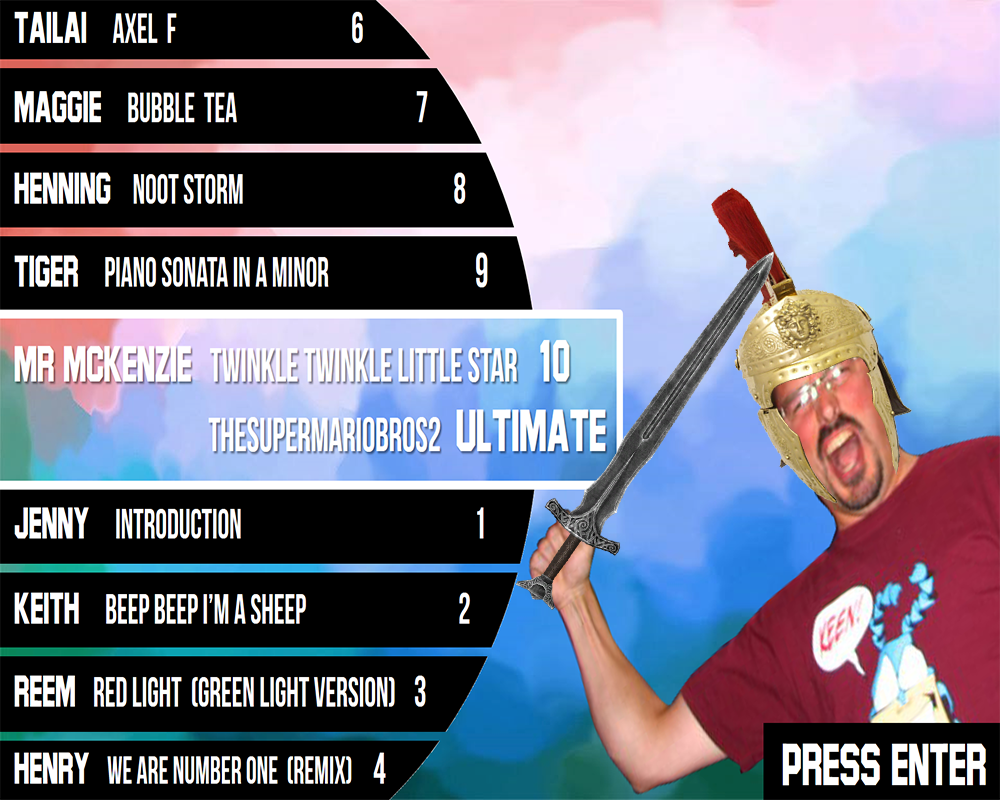 TAILAI AXEL F 6
MAGGIE BUBBLE TEA 7
HENNING NOOT STORM 8
TIGER PIANO SONATA IN A MINOR 9
MR MCKENZIE TWINKLE TWINKLE LITTLE STAR 10
THESUPERMARIOBROS2 ULTIMATE
JENNY INTRODUCTION 1
KEITH BEEP BEEP I'M A SHEEP 2
KEEN!
REEM RED LIGHT (GREEN LIGHT VERSION) 3
HENRY WE ARE NUMBER ONE (REMIX) 4
PRESS ENTER